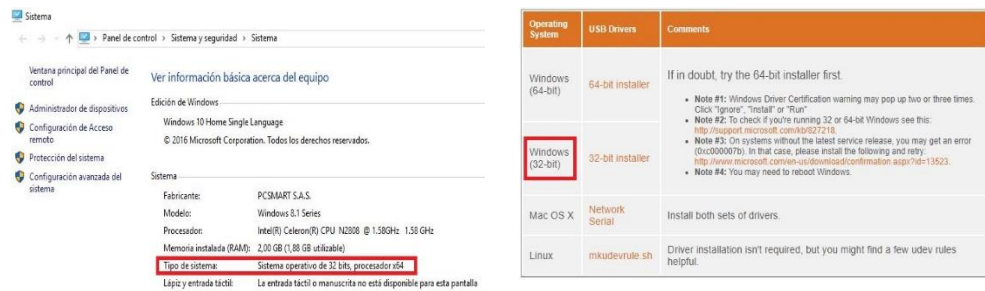 Sistema
Panel de control > Sistema y seguridad > Sistema
Ventana principal del Panel de
control
Administrador de dispositivos
Configuración de Acceso
remoto
Protección del sistema
Configuración avanzada del
sistema
Ver información básica acerca del equipo
Edición de Windows
Windows 10 Home Single
Language
© 2016 Microsoft Corporation. Todos los derechos reservados.
Sistema
Fabricante: PCSMART S.A.S.
Modelo: Windows 8.1 Series
Procesador: Intel(R) Celeron(R) CPU N2808 @ 1.58GHz 1.58 GHz
Memoria instalada (RAM): 2,00 GB (1,88 GB utilizable)
Tipo de sistema: Sistema operativo de 32 bits, procesador x64
Lápiz y entrada táctil: La entrada táctil o manuscrita no está disponible para esta pantalla
Operating
System
USB Drivers
Comments
Windows
(64-bit)
64-bit installer
If in doubt, try the 64-bit installer first.
Note #1: Windows Driver Certification warning may pop up two or three times.
Click "Ignore", "Install" or "Run"
Note #2: To check if you're running 32 or 64-bit Windows see this:
http://support.microsoft.com/kb/827218.
Note #3: On systems without the latest service release, you may get an error
(0xc000007b). In that case, please install the following and retry:
http://www.microsoft.com/en-us/download/confirmation.aspx?id=13523.
Note #4: You may need to reboot Windows.
Windows
(32-bit)
32-bit installer
Mac OS X
Network
Serial
Install both sets of drivers.
Linux
mkudevrule.sh
Driver installation isn't required, but you might find a few udev rules
helpful.